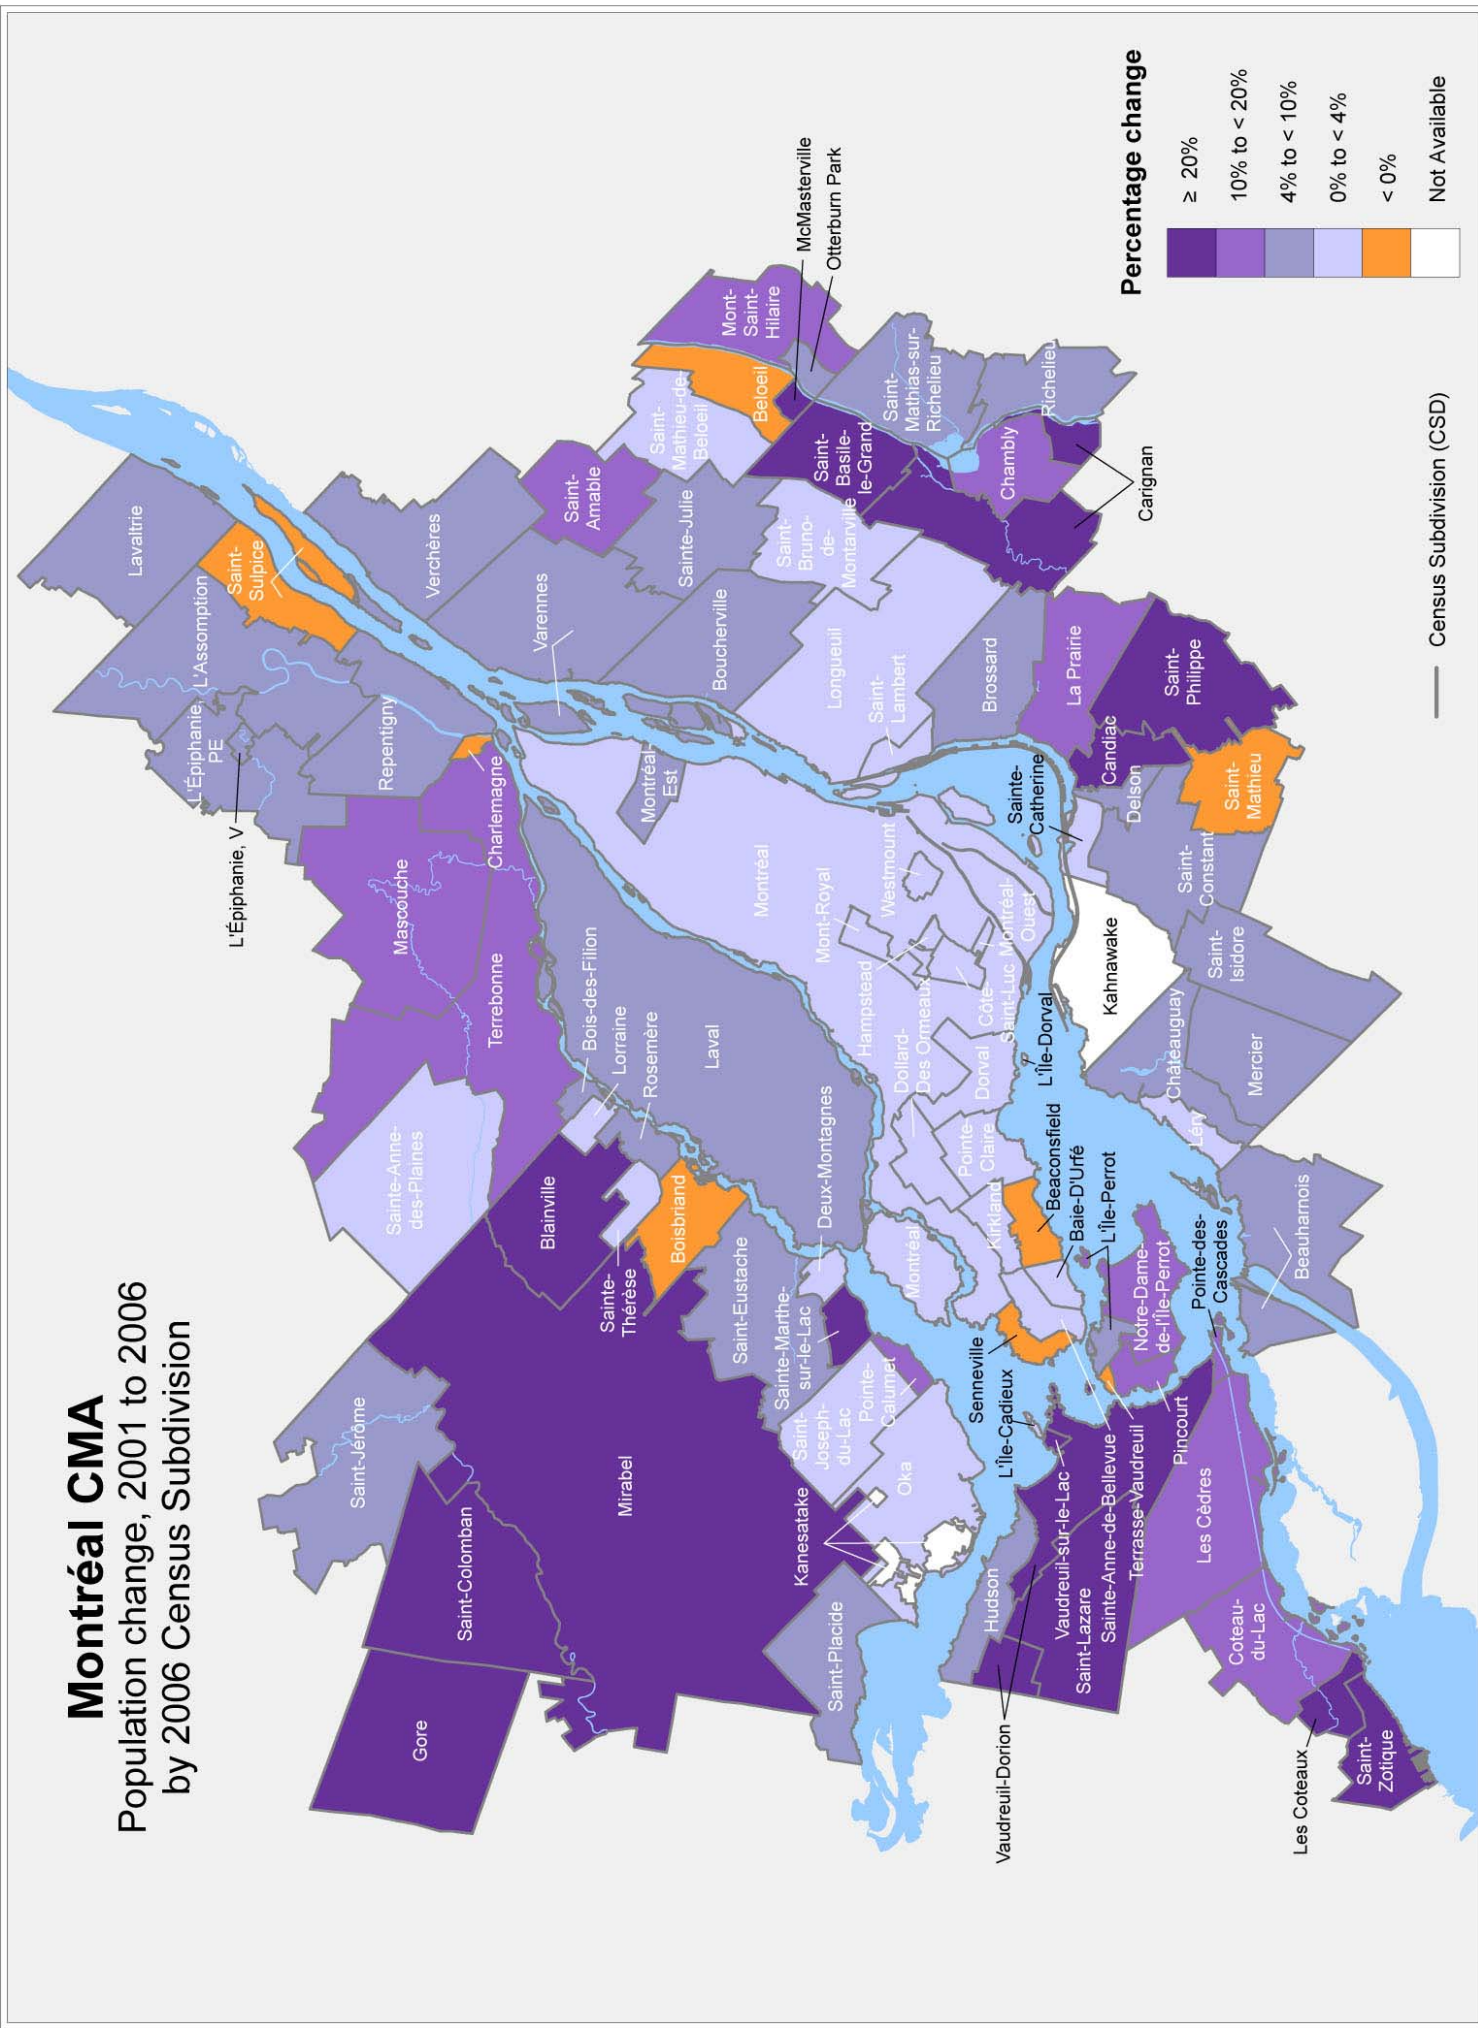 Montréal CMA
Population change, 2001 to 2006
by 2006 Census Subdivision
Gore
Saint-Colomban
Saint-Jérôme
Mirabel
Sainte-Anne-
des-Plaines
Blainville
Sainte-
Thérèse
Boisbriand
Saint-Eustache
Sainte-Marthe-
sur-le-Lac
Deux-Montagnes
Saint-
Joseph-
du-Lac
Pointe-
Calumet
Oka
Kanesatake
Saint-Placide
Terrebonne
Mascouche
Charlemagne
Bois-des-Filion
Lorraine
Rosemère
Laval
L'Épiphanie, V
L'Épiphanie,
PE
L'Assomption
Repentigny
Saint-
Sulpice
Lavaltrie
Verchères
Varennes
Saint-
Amable
Sainte-Julie
Boucherville
Saint-
Mathieu-de-
Beloeil
Beloeil
Mont-
Saint-
Hilaire
McMasterville
Otterburn Park
Saint-
Basile-
le-Grand
Saint-
Bruno-
de-
Montarville
Saint-
Mathias-sur-
Richelieu
Richelieu
Chambly
Carignan
Longueuil
Saint-
Lambert
Brossard
La Prairie
Saint-
Philippe
Candiac
Delson
Saint-
Mathieu
Saint-
Constant
Sainte-
Catherine
Kahnawake
Saint-
Isidore
Châteauguay
Mercier
Léry
Beauharnois
Montréal-
Est
Montréal
Mont-Royal
Westmount
Hampstead
Côte-
Saint-Luc
Montréal-
Ouest
Dollard-
Des Ormeaux
Dorval
L'Île-Dorval
Pointe-
Claire
Kirkland
Beaconsfield
Baie-D'Urfé
Montréal
Senneville
L'Île-Cadieux
L'Île-Perrot
Notre-Dame-
de-l'Île-Perrot
Pointe-des-
Cascades
Pincourt
Terrasse-Vaudreuil
Sainte-Anne-de-Bellevue
Vaudreuil-sur-le-Lac
Saint-Lazare
Hudson
Vaudreuil-Dorion
Les Cèdres
Coteau-
du-Lac
Les Coteaux
Saint-
Zotique
Percentage change
≥ 20%
10% to < 20%
4% to < 10%
0% to < 4%
< 0%
Not Available
Census Subdivision (CSD)